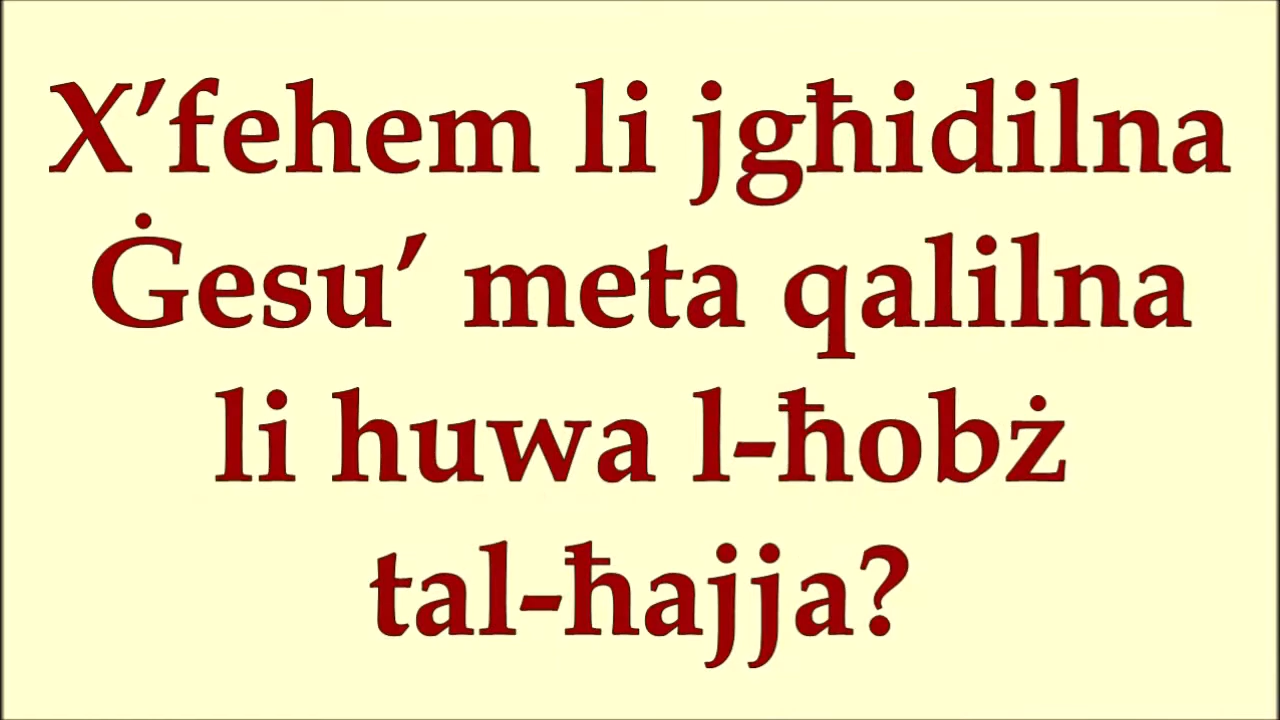 X’fehem li jgħidilna
Ġesu’ meta qalilna
li huwa l-ħobż
tal-ħajja?